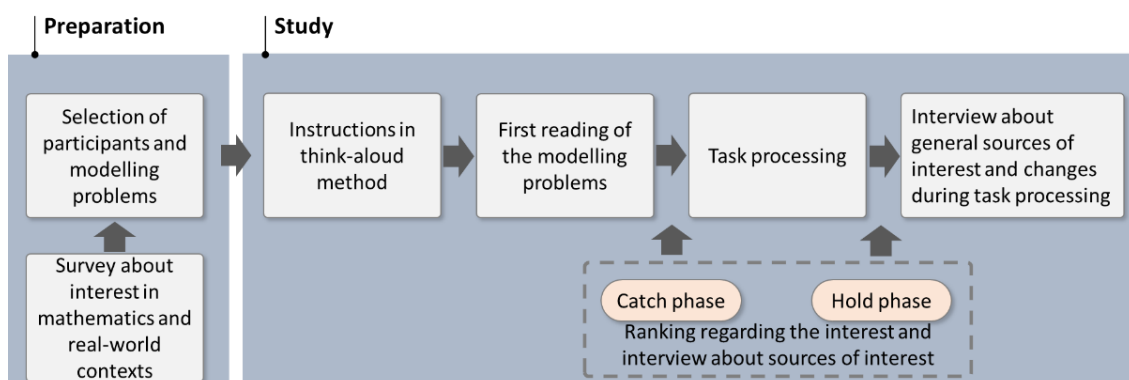 Preparation
Study
Selection of
participants and
modelling
problems
Survey about
interest in
mathematics and
real-world
contexts
Instructions in
think-aloud
method
First reading of
the modelling
problems
Task processing
Interview about
general sources of
interest and changes
during task processing
Catch phase
Hold phase
Ranking regarding the interest and
interview about sources of interest